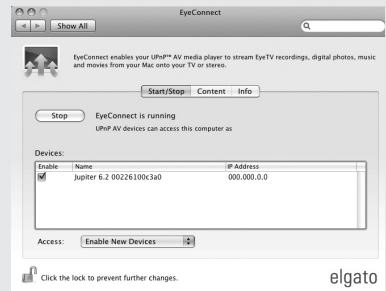 EyeConnect
Show All
EyeConnect enables your UPnP™ AV media player to stream EyeTV recordings, digital photos, music
and movies from your Mac onto your TV or stereo.
Start/Stop Content Info
Stop EyeConnect is running
UPnP AV devices can access this computer as
Devices:
Enable Name IP Address
Jupiter 6.2 00226100c3a0 000.000.0.0
Access: Enable New Devices
Click the lock to prevent further changes.
elgato